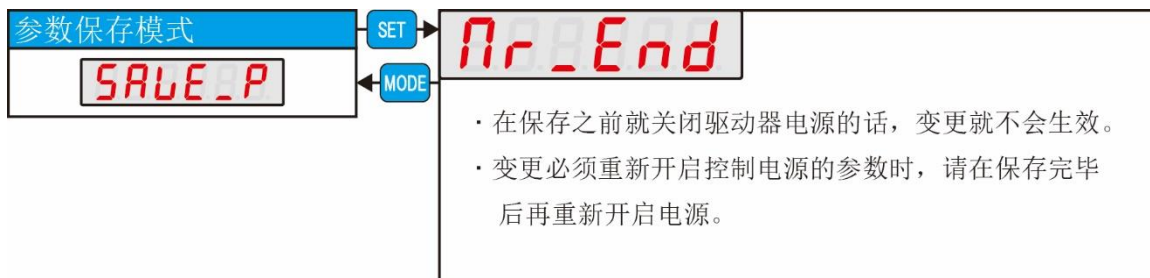 参数保存模式
SET
Πr_End
SAvE_P
MODE
·在保存之前就关闭驱动器电源的话，变更就不会生效。
·变更必须重新开启控制电源的参数时，请在保存完毕
后再重新开启电源。